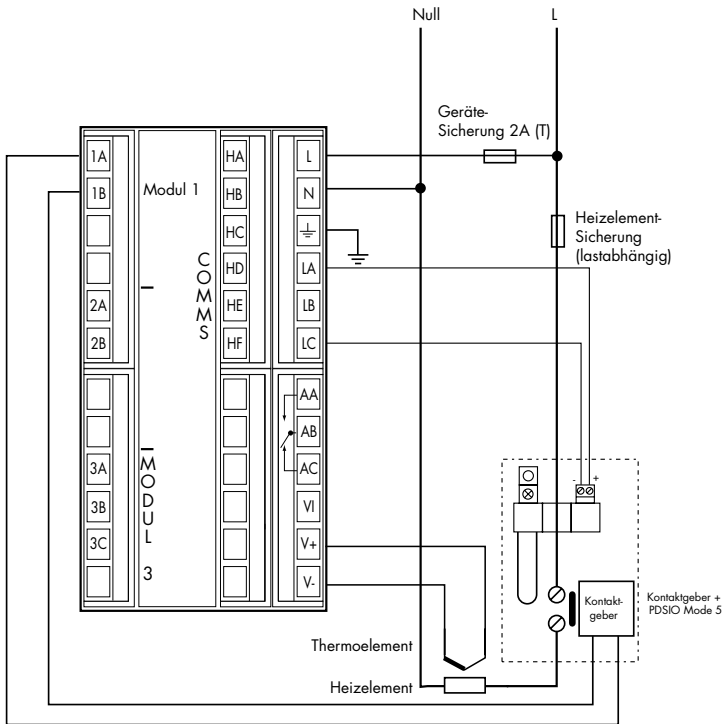 Null
L
Geräte-
Sicherung 2A (T)
1A
HA
L
1B
Modul 1
HB
N
HC
Heizelement-
Sicherung
(lastabhängig)
COMMS
HD
LA
2A
HE
LB
2B
HF
LC
AA
AB
- +
3A
MODUL 3
AC
3B
VI
3C
V+
V-
Kontakt-
geber
Kontaktgeber +
PDSIO Mode 5
Thermoelement
Heizelement